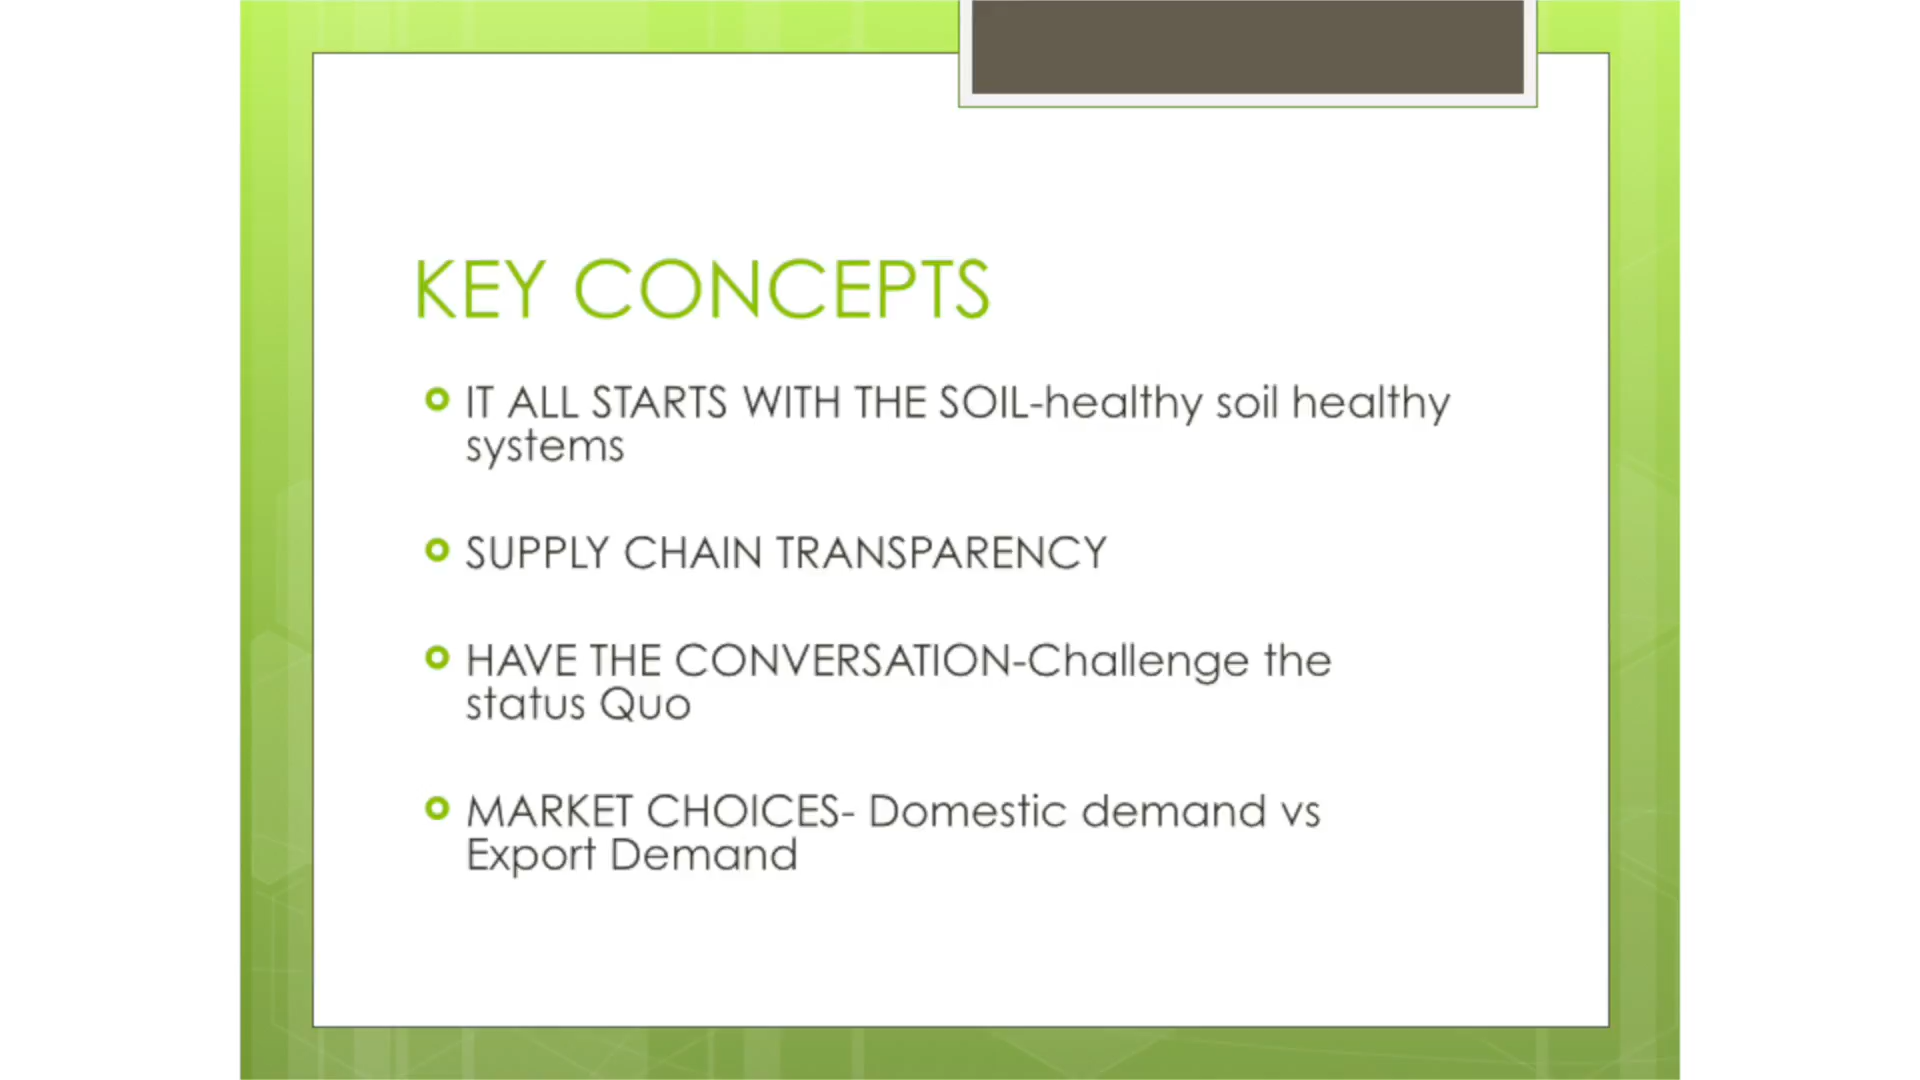 KEY CONCEPTS
IT ALL STARTS WITH THE SOIL-healthy soil healthy
systems
SUPPLY CHAIN TRANSPARENCY
HAVE THE CONVERSATION-Challenge the
status Quo
MARKET CHOICES- Domestic demand vs
Export Demand